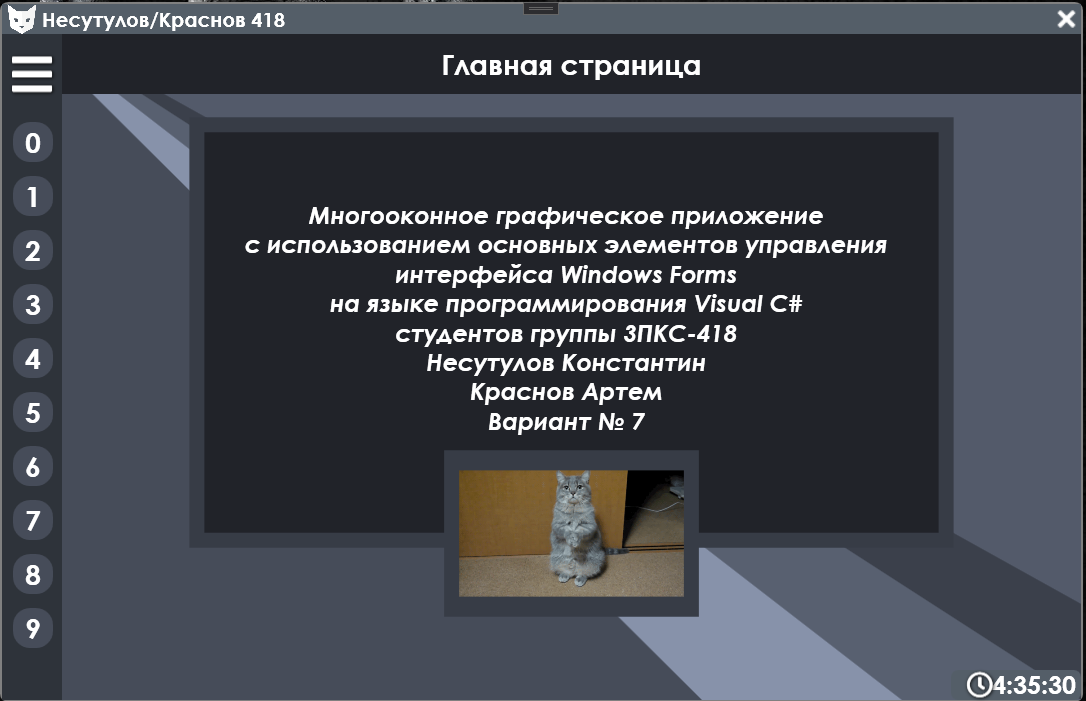 Несутулов/Краснов 418
Главная страница
0
1
2
3
4
5
6
7
8
9
Многооконное графическое приложение
с использованием основных элементов управления
интерфейса Windows Forms
на языке программирования Visual C#
студентов группы 3ПКС-418
Несутулов Константин
Краснов Артем
Вариант № 7
4:35:30